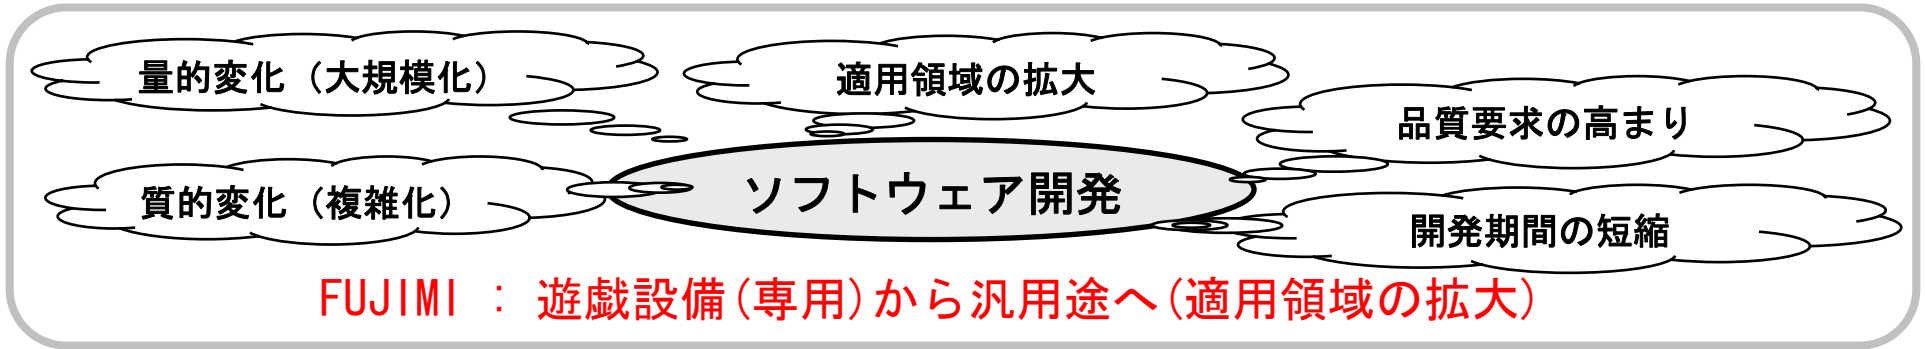 量的変化（大規模化）
適用領域の拡大
品質要求の高まり
質的変化（複雑化）
ソフトウェア開発
開発期間の短縮
FUJIMI : 遊戯設備(専用)から汎用途へ(適用領域の拡大)